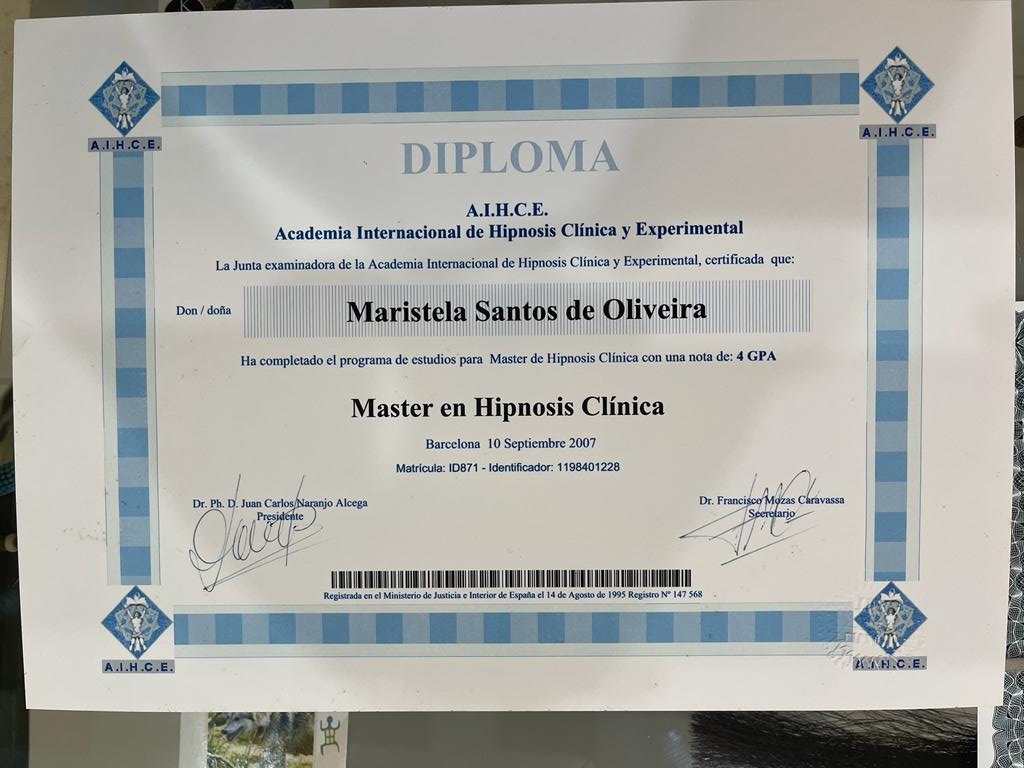 A.I.H.C.E.
A.I.H.C.E.
DIPLOMA
A.I.H.C.E.
Academia Internacional de Hipnosis Clínica y Experimental
La Junta examinadora de la Academia Internacional de Hipnosis Clínica y Experimental, certificada que:
Don / doña Maristela Santos de Oliveira
Ha completado el programa de estudios para Master de Hipnosis Clínica con una nota de: 4 GPA
Master en Hipnosis Clínica
Barcelona 10 Septiembre 2007
Matrícula: ID871 - Identificador: 1198401228
Dr. Ph. D. Juan Carlos Naranjo Alcega
Presidente
Dr. Francisco Mozas Caravassa
Secretario
Registrada en el Ministerio de Justicia e Interior de España el 14 de Agosto de 1995 Registro Nº 147 568
A.I.H.C.E.
A.I.H.C.E.